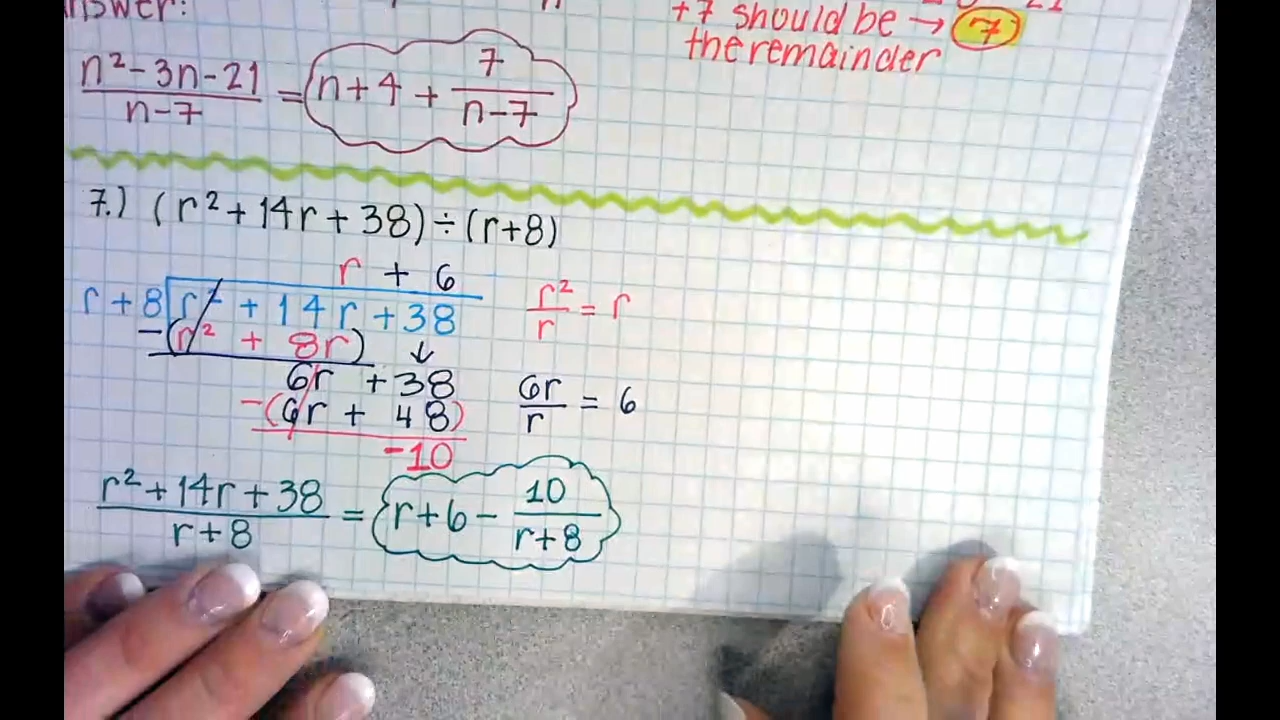 +7 should be → 7
the remainder
n²-3n-21
n-7
= n+4 + 7
n-7
7.) (r²+14r+38)÷(r+8)
r + 6
r+8 r² + 14r +38
-(r² + 8r) ↓
r²
r
= r
6r +38
-(6r + 48)
6r
r
= 6
-10
r²+14r+38
r+8
= r+6 - 10
r+8